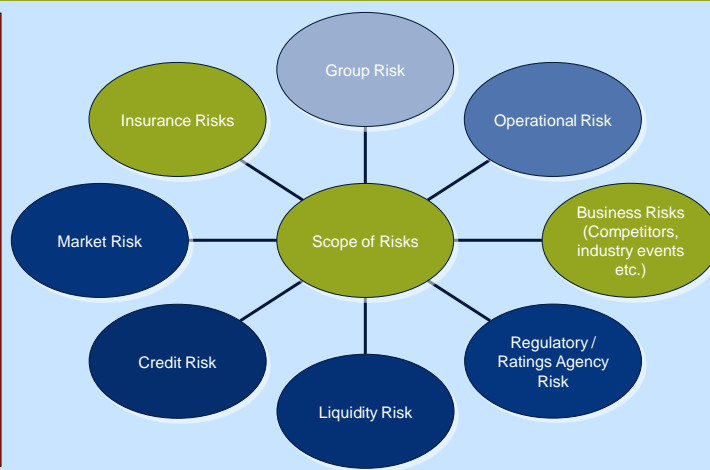 Group Risk
Insurance Risks
Operational Risk
Market Risk
Scope of Risks
Business Risks
(Competitors,
industry events
etc.)
Credit Risk
Regulatory /
Ratings Agency
Risk
Liquidity Risk